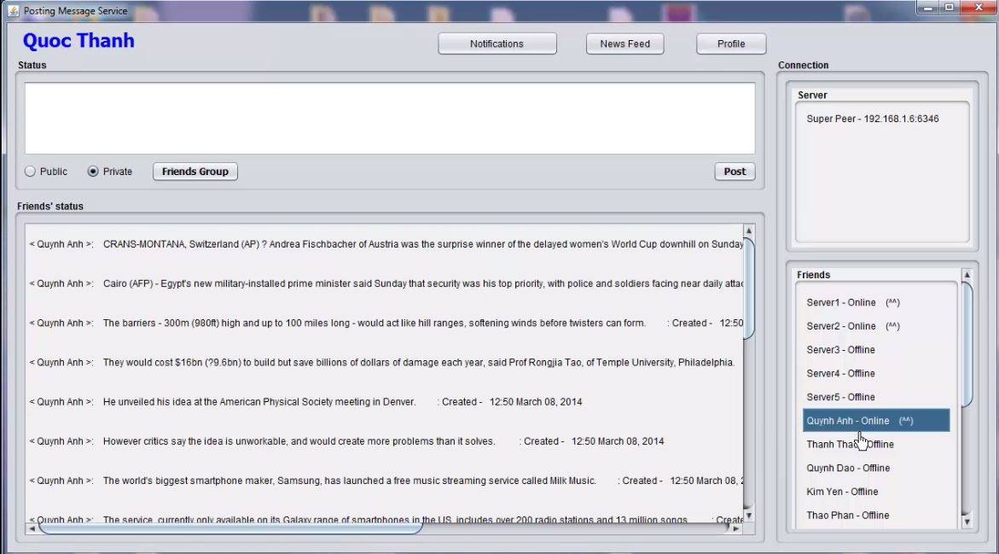 Posting Message Service
Quoc Thanh
Notifications
News Feed
Profile
Status
Public
Private
Friends Group
Post
Friends' status
< Quynh Anh >: CRANS-MONTANA, Switzerland (AP) ? Andrea Fischbacher of Austria was the surprise winner of the delayed women's World Cup downhill on Sunday
< Quynh Anh >: Cairo (AFP) - Egypt's new military-installed prime minister said Sunday that security was his top priority, with police and soldiers facing near daily attac
< Quynh Anh >: The barriers - 300m (980ft) high and up to 100 miles long - would act like hill ranges, softening winds before twisters can form. : Created - 12:50
< Quynh Anh >: They would cost $16bn (?9.6bn) to build but save billions of dollars of damage each year, said Prof Rongjia Tao, of Temple University, Philadelphia.
< Quynh Anh >: He unveiled his idea at the American Physical Society meeting in Denver. : Created - 12:50 March 08, 2014
< Quynh Anh >: However critics say the idea is unworkable, and would create more problems than it solves. : Created - 12:50 March 08, 2014
< Quynh Anh >: The world's biggest smartphone maker, Samsung, has launched a free music streaming service called Milk Music. : Created - 12:50 March 08, 2
< Quynh Anh >: The service, currently only available on its Galaxy range of smartphones in the US, includes over 200 radio stations and 13 million songs. : Create
Connection
Server
Super Peer - 192.168.1.6:6346
Friends
Server1 - Online (^^)
Server2 - Online (^^)
Server3 - Offline
Server4 - Offline
Server5 - Offline
Quynh Anh - Online (^^)
Thanh Thao Offline
Quynh Dao - Offline
Kim Yen - Offline
Thao Phan - Offline